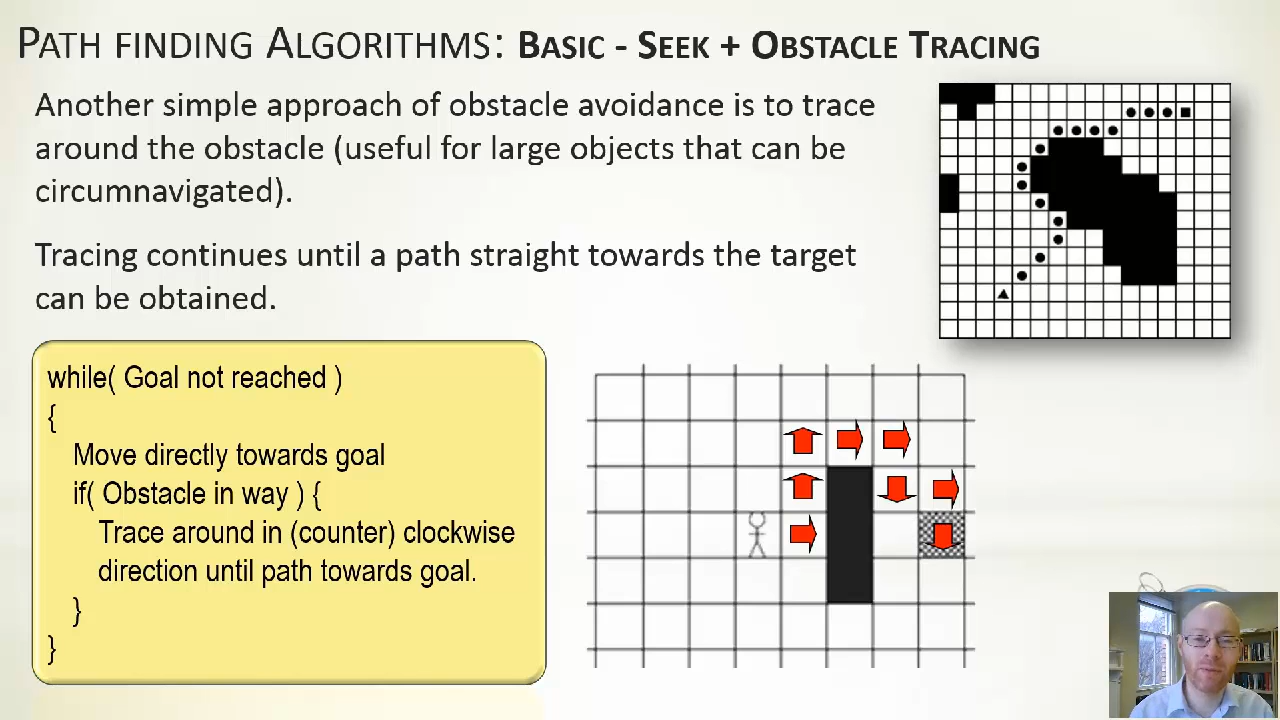 PATH FINDING ALGORITHMS: BASIC - SEEK + OBSTACLE TRACING
Another simple approach of obstacle avoidance is to trace
around the obstacle (useful for large objects that can be
circumnavigated).
Tracing continues until a path straight towards the target
can be obtained.
while( Goal not reached )
{
Move directly towards goal
if( Obstacle in way ) {
Trace around in (counter) clockwise
direction until path towards goal.
}
}